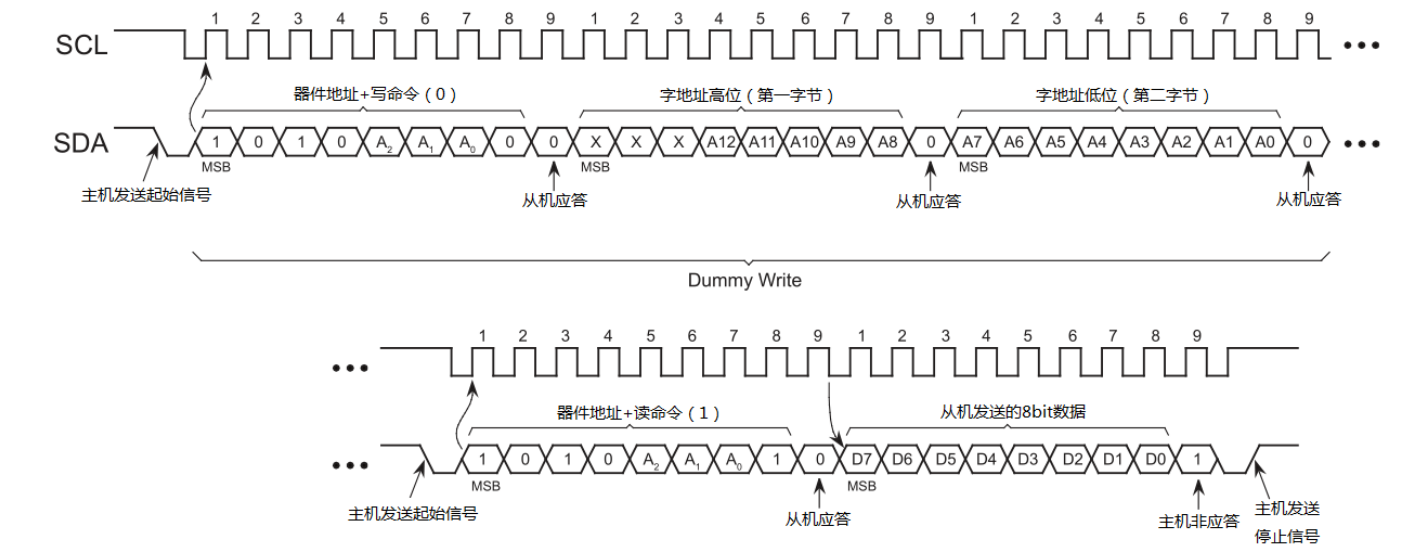 1 2 3 4 5 6 7 8 9 1 2 3 4 5 6 7 8 9 1 2 3 4 5 6 7 8 9
SCL
器件地址+写命令(0) 字地址高位(第一字节) 字地址低位(第二字节)
SDA 1 0 1 0 A2 A1 A0 0 0 X X X A12 A11 A10 A9 A8 0 A7 A6 A5 A4 A3 A2 A1 A0 0
MSB MSB MSB
主机发送起始信号 从机应答 从机应答 从机应答
Dummy Write
1 2 3 4 5 6 7 8 9 1 2 3 4 5 6 7 8 9
器件地址+读命令(1) 从机发送的8bit数据
1 0 1 0 A2 A1 A0 1 0 D7 D6 D5 D4 D3 D2 D1 D0 1
MSB MSB
主机发送起始信号 从机应答 主机非应答 主机发送
停止信号